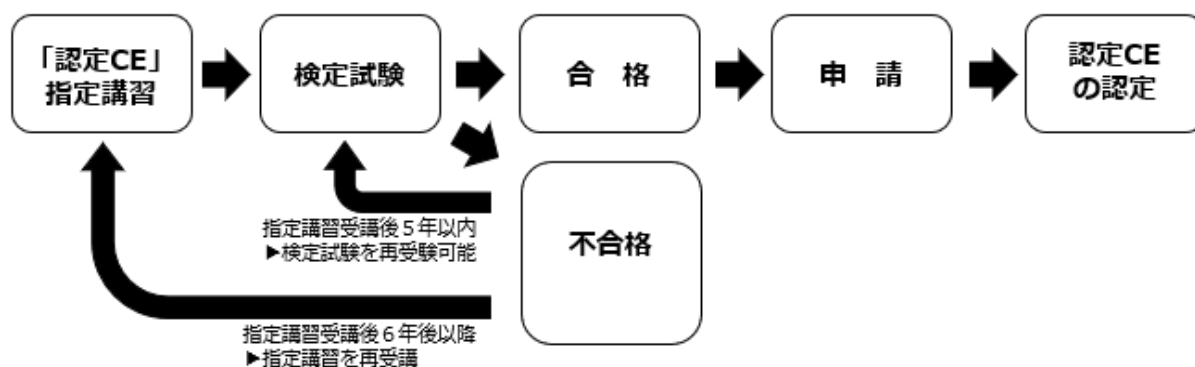 「認定CE」
指定講習
検定試験
合　格
申　請
認定CE
の認定
不合格
指定講習受講後５年以内
▶検定試験を再受験可能
指定講習受講後６年後以降
▶指定講習を再受講